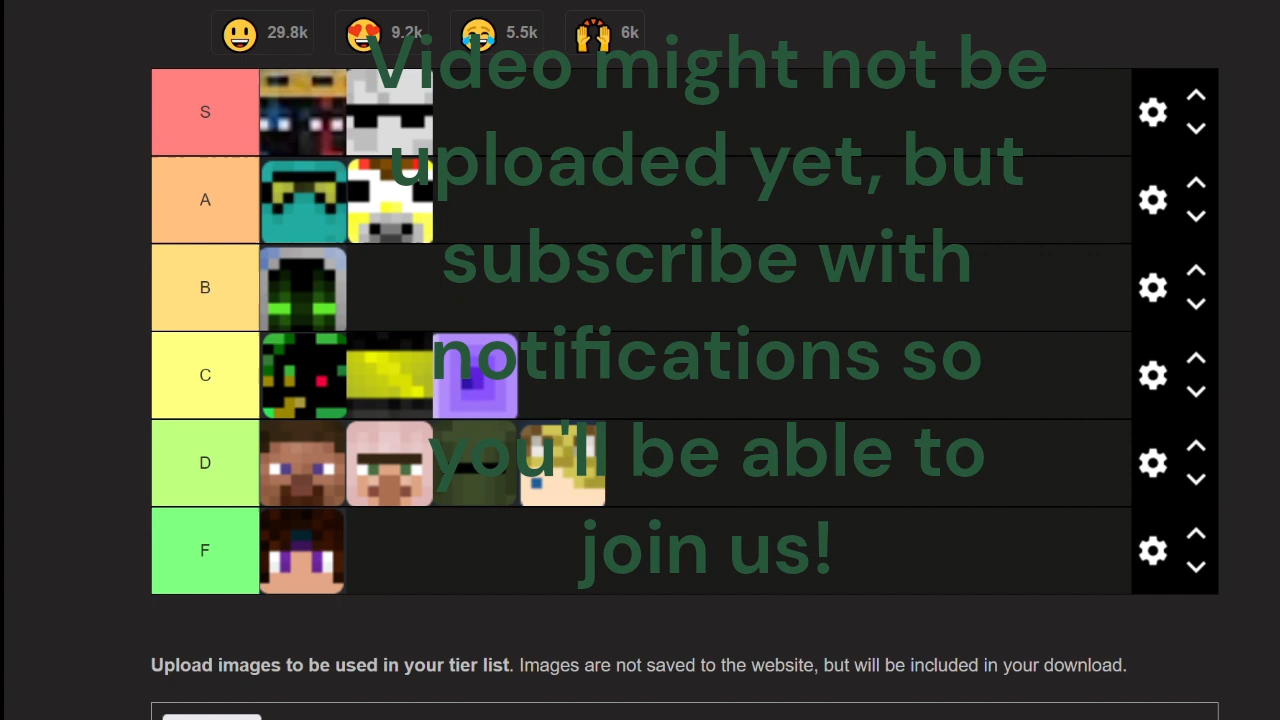 29.8k 9.2k 5.5k 6k
Video might not be
uploaded yet, but
subscribe with
notifications so
you'll be able to
join us!
S
A
B
C
D
F
Upload images to be used in your tier list. Images are not saved to the website, but will be included in your download.